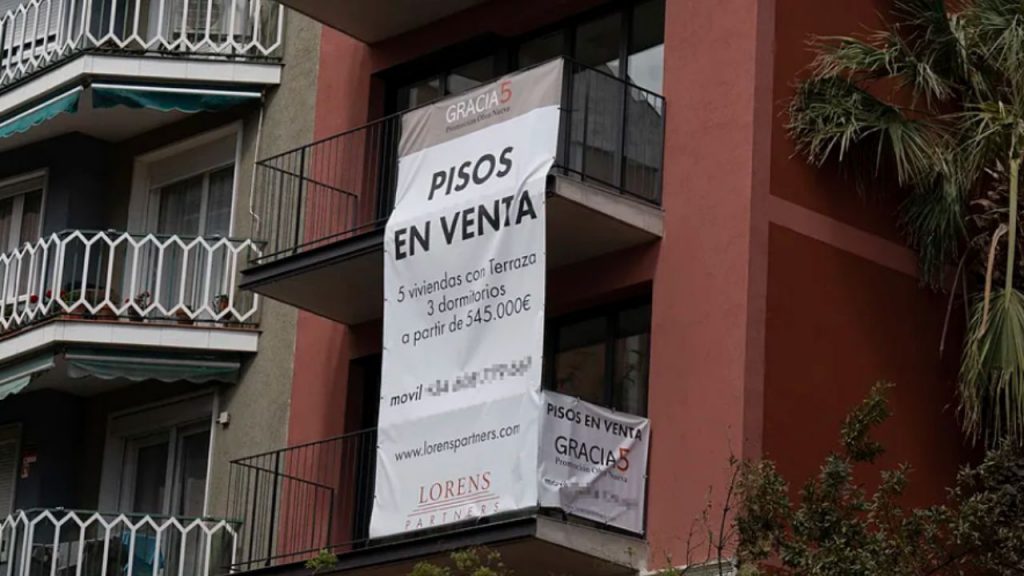 GRACIA5
Promoción Obra Nueva
PISOS
EN VENTA
5 viviendas con Terraza
3 dormitorios
a partir de 545.000€
movil
www.lorenspartners.com
LORENS
PARTNERS
PISOS EN VENTA
GRACIA5
Promoción Obra Nueva